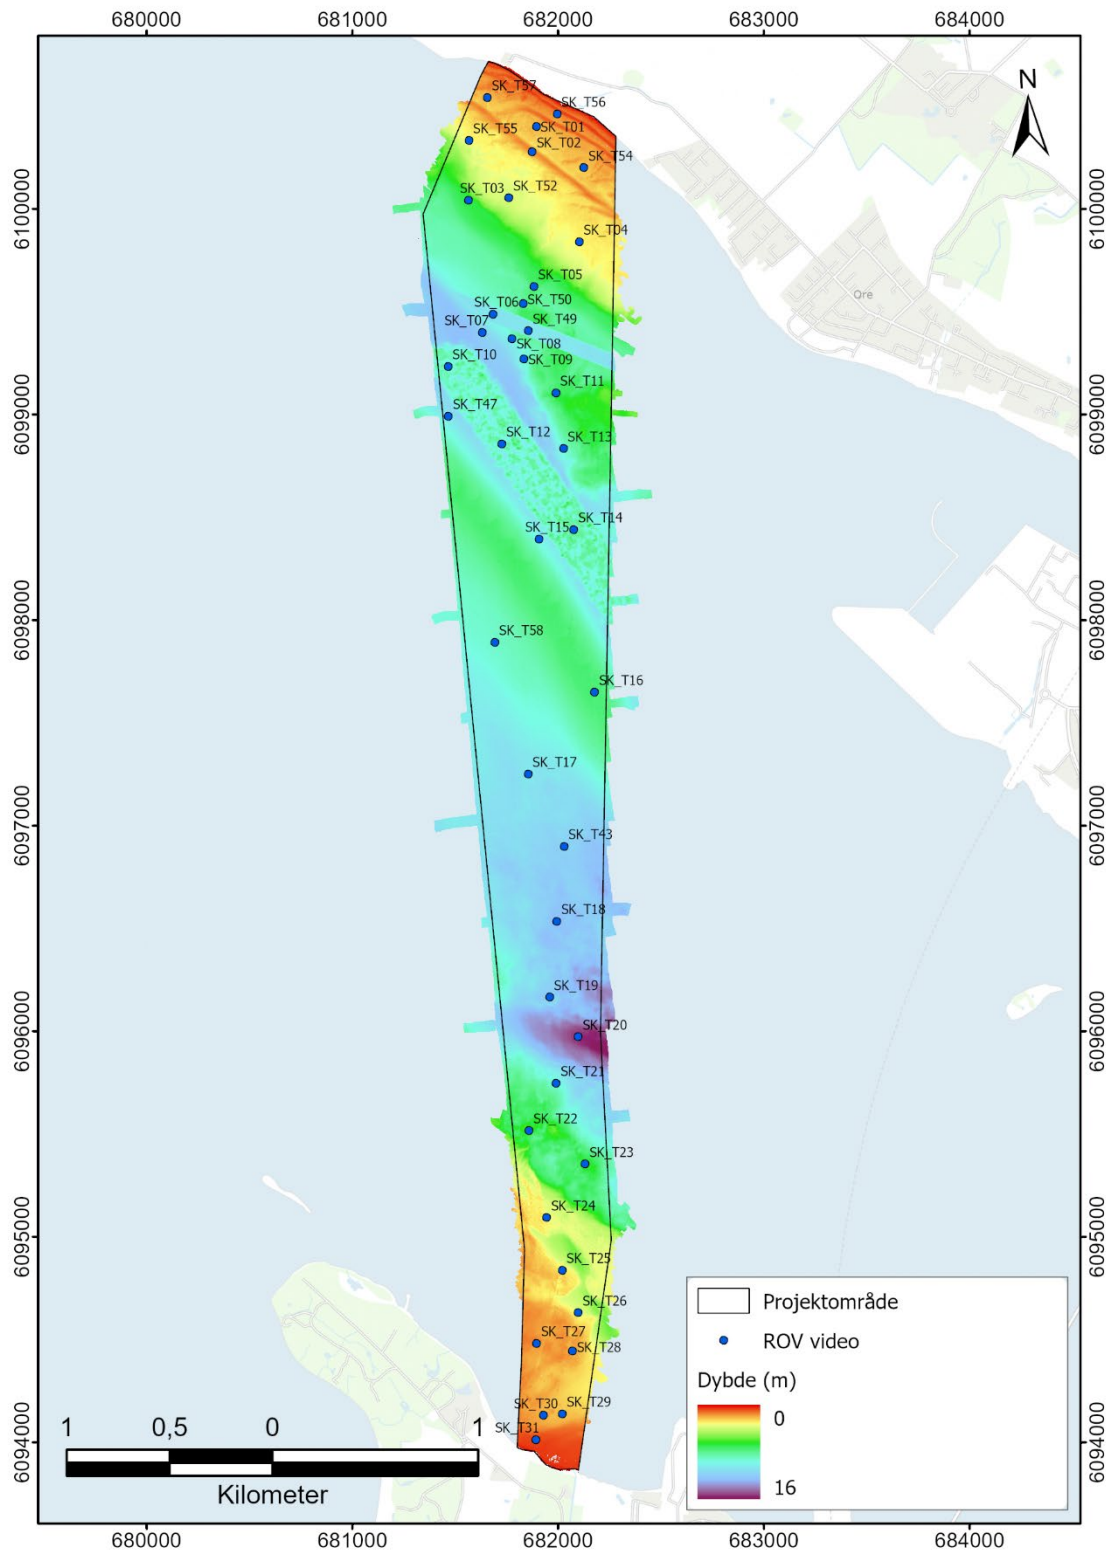 680000 681000 682000 683000 684000
N
SK_T57
SK_T56
SK_T01
SK_T55
SK_T02
SK_T54
SK_T03
SK_T52
6100000
6100000
SK_T04
SK_T05
Ore
SK_T06
SK_T50
SK_T07
SK_T49
SK_T08
SK_T10
SK_T09
SK_T11
6099000
6099000
SK_T47
SK_T12
SK_T13
SK_T15
SK_T14
6098000
6098000
SK_T58
SK_T16
SK_T17
6097000
6097000
SK_T43
SK_T18
SK_T19
6096000
6096000
SK_T20
SK_T21
SK_T22
SK_T23
SK_T24
6095000
6095000
SK_T25
SK_T26
SK_T27
SK_T28
SK_T30
SK_T29
SK_T31
6094000
6094000
Projektområde
ROV video
Dybde (m)
0
16
1 0,5 0 1
Kilometer
680000 681000 682000 683000 684000